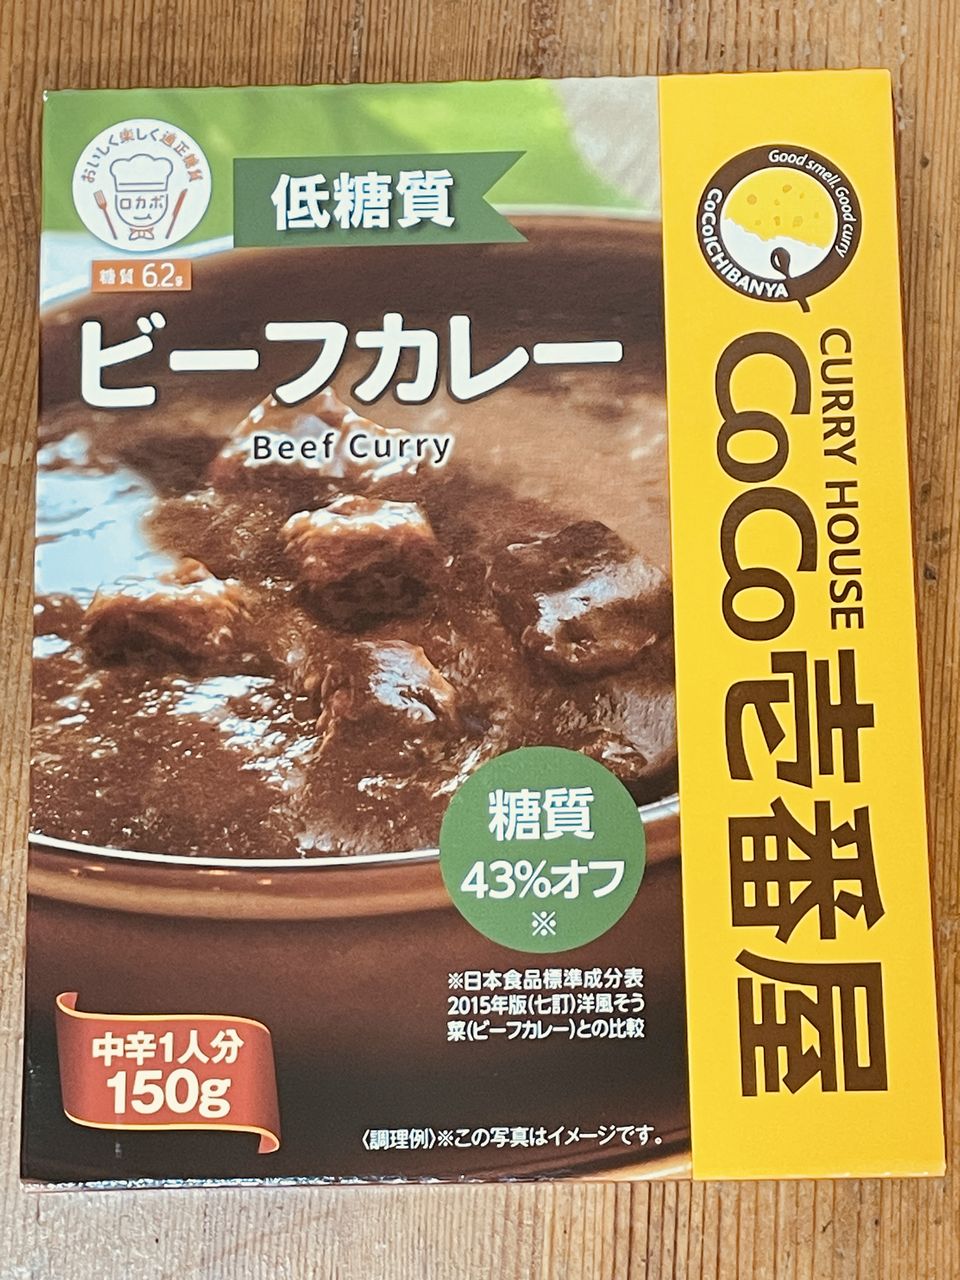 おいしく楽しく適正糖質
ロカボ
糖質 6.2g
低糖質
ビーフカレー
Beef Curry
糖質
43%オフ
※
※日本食品標準成分表
2015年版(七訂)洋風そう
菜(ビーフカレー)との比較
中辛1人分
150g
〈調理例〉※この写真はイメージです。
Good smell, Good curry
CoCoICHIBANYA
CURRY HOUSE
CoCo壱番屋